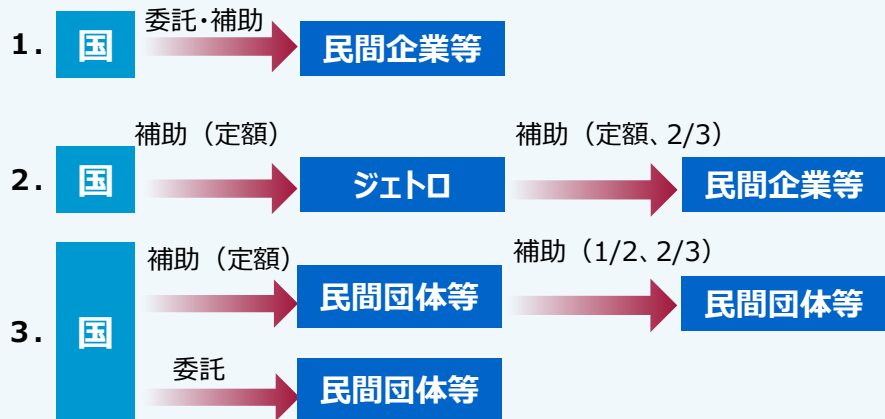 委託・補助
1. 国 民間企業等
補助（定額） 補助（定額、2/3）
2. 国 ジェトロ 民間企業等
補助（定額） 補助（1/2、2/3）
民間団体等 民間団体等
3. 国
委託
民間団体等